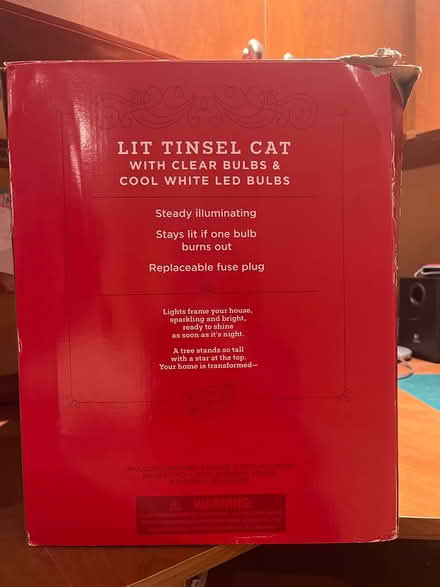 LIT TINSEL CAT
WITH CLEAR BULBS &
COOL WHITE LED BULBS
Steady illuminating
Stays lit if one bulb
burns out
Replaceable fuse plug
Lights frame your house,
sparkling and bright,
ready to shine
as soon as it's night.
A tree stands so tall
with a star at the top.
Your home is transformed—
WARNING: